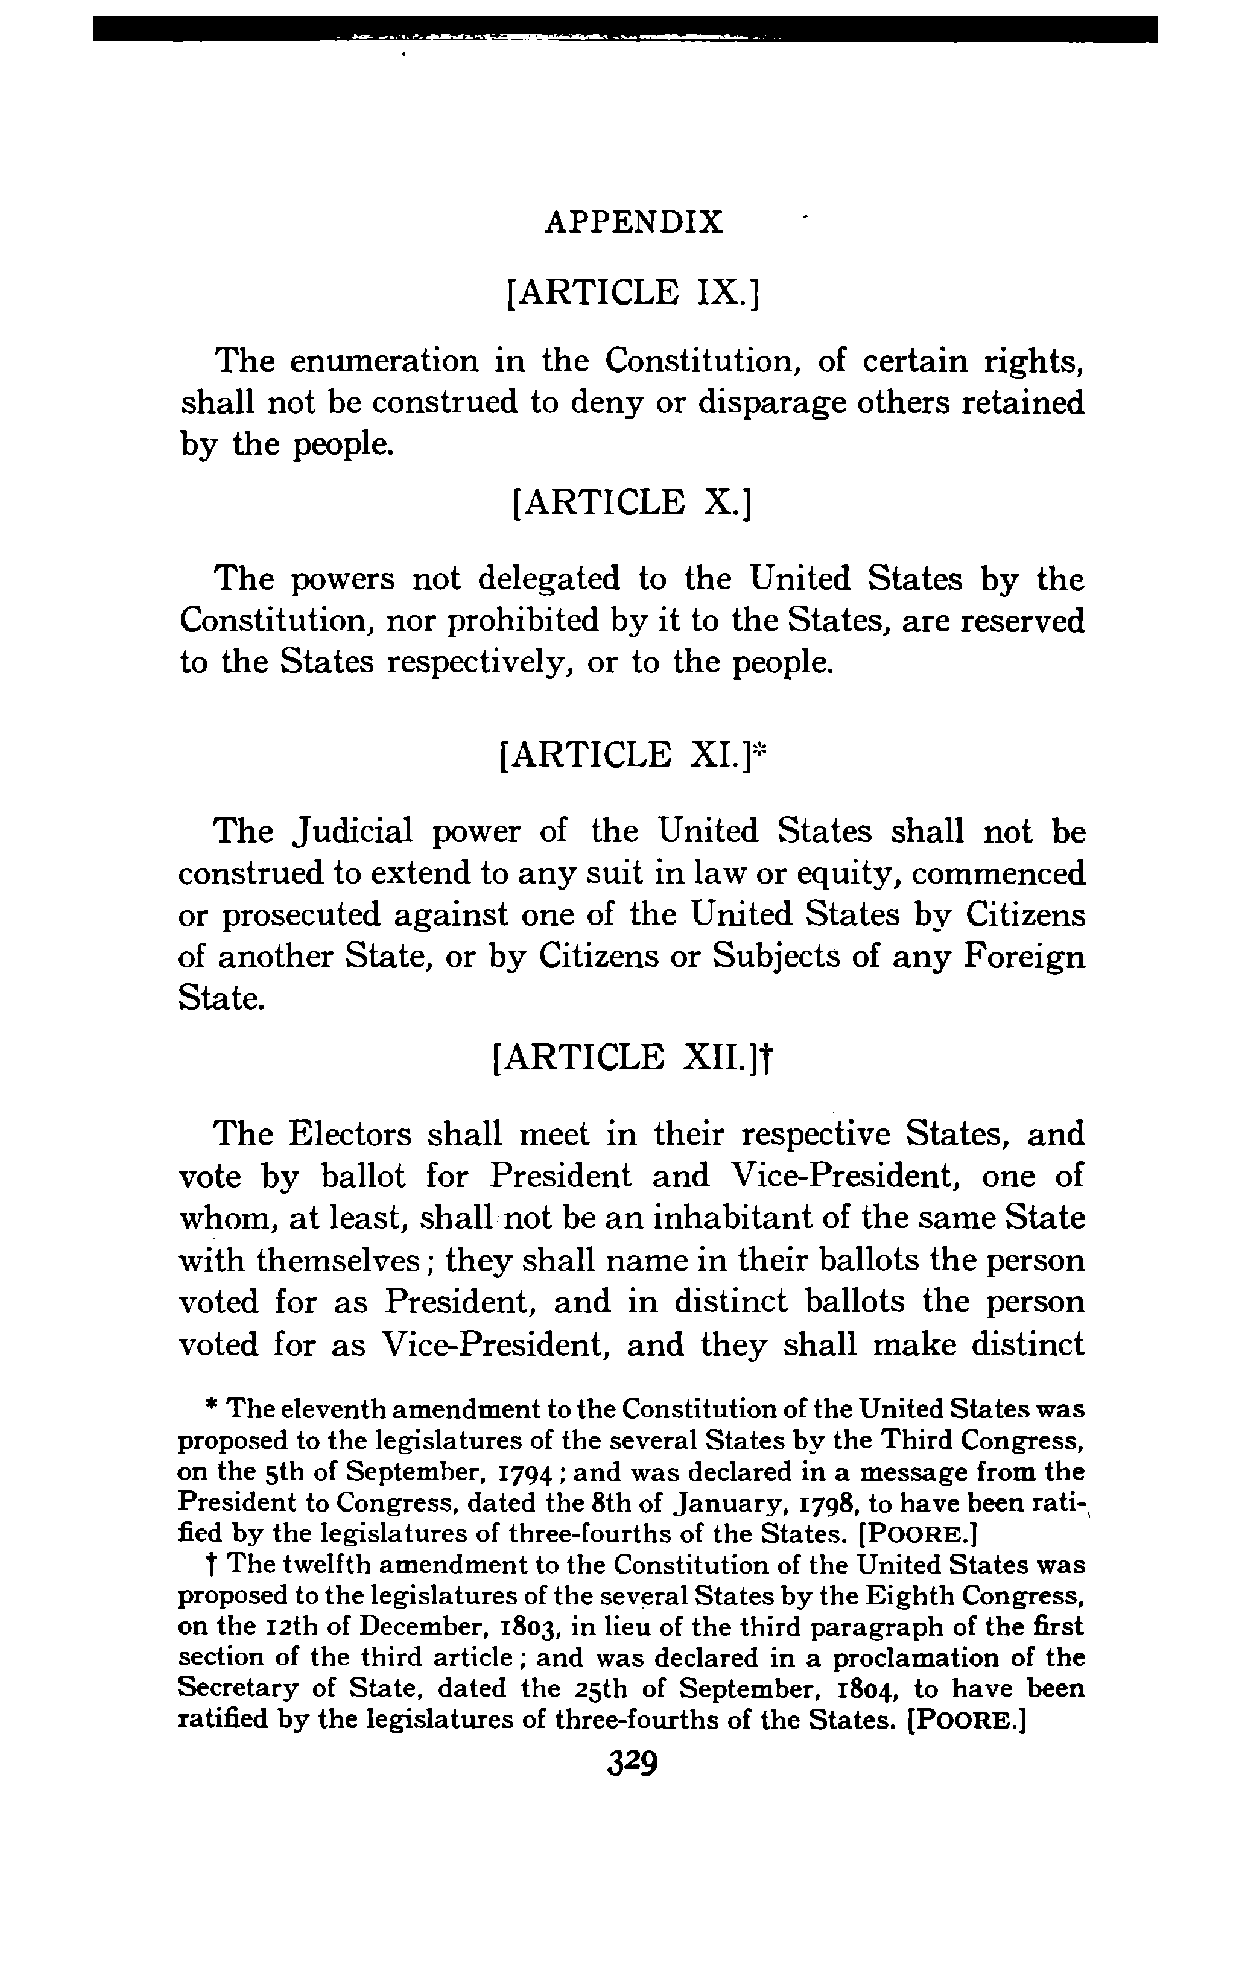 APPENDIX
[ARTICLE IX.]
The enumeration in the Constitution, of certain rights,
shall not be construed to deny or disparage others retained
by the people.
[ARTICLE X.]
The powers not delegated to the United States by the
Constitution, nor prohibited by it to the States, are reserved
to the States respectively, or to the people.
[ARTICLE XI.]*
The Judicial power of the United States shall not be
construed to extend to any suit in law or equity, commenced
or prosecuted against one of the United States by Citizens
of another State, or by Citizens or Subjects of any Foreign
State.
[ARTICLE XII.]†
The Electors shall meet in their respective States, and
vote by ballot for President and Vice-President, one of
whom, at least, shall not be an inhabitant of the same State
with themselves; they shall name in their ballots the person
voted for as President, and in distinct ballots the person
voted for as Vice-President, and they shall make distinct
* The eleventh amendment to the Constitution of the United States was
proposed to the legislatures of the several States by the Third Congress,
on the 5th of September, 1794; and was declared in a message from the
President to Congress, dated the 8th of January, 1798, to have been rati-
fied by the legislatures of three-fourths of the States. [POORE.]
† The twelfth amendment to the Constitution of the United States was
proposed to the legislatures of the several States by the Eighth Congress,
on the 12th of December, 1803, in lieu of the third paragraph of the first
section of the third article; and was declared in a proclamation of the
Secretary of State, dated the 25th of September, 1804, to have been
ratified by the legislatures of three-fourths of the States. [POORE.]
329